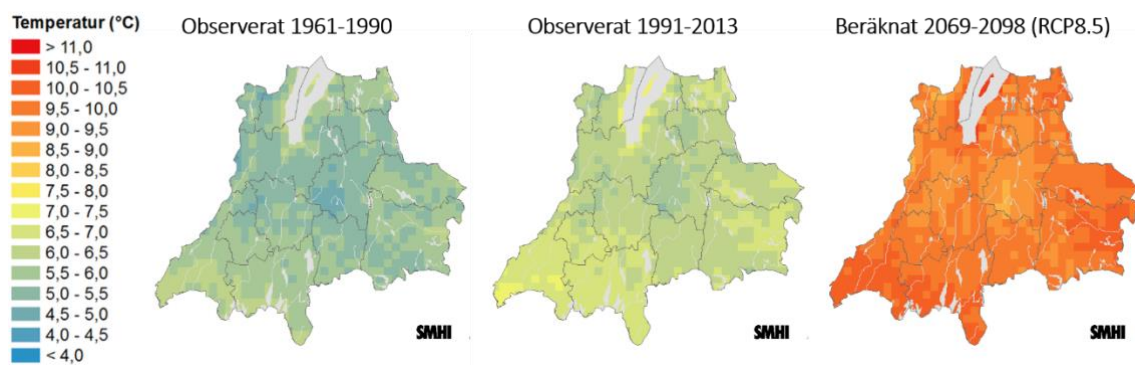 Temperatur (°C)
> 11,0
10,5 - 11,0
10,0 - 10,5
9,5 - 10,0
9,0 - 9,5
8,5 - 9,0
8,0 - 8,5
7,5 - 8,0
7,0 - 7,5
6,5 - 7,0
6,0 - 6,5
5,5 - 6,0
5,0 - 5,5
4,5 - 5,0
4,0 - 4,5
< 4,0
Observerat 1961-1990
SMHI
Observerat 1991-2013
SMHI
Beräknat 2069-2098 (RCP8.5)
SMHI